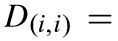 D_{(i,i)} =